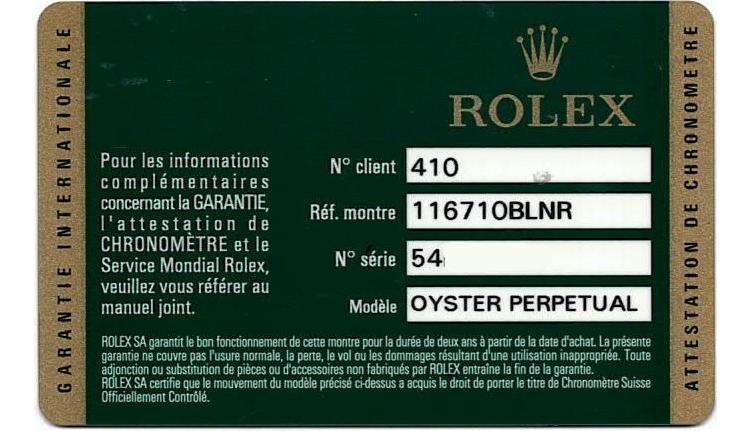 GARANTIE INTERNATIONALE
ROLEX
Pour les informations
complémentaires
concernant la GARANTIE,
l'attestation de
CHRONOMÈTRE et le
Service Mondial Rolex,
veuillez vous référer au
manuel joint.
N° client 410
Réf. montre 116710BLNR
N° série 54
Modèle OYSTER PERPETUAL
ROLEX SA garantit le bon fonctionnement de cette montre pour la durée de deux ans à partir de la date d'achat. La présente
garantie ne couvre pas l'usure normale, la perte, le vol ou les dommages résultant d'une utilisation inappropriée. Toute
adjonction ou substitution de pièces ou d'accessoires non fabriqués par ROLEX entraîne la fin de la garantie.
ROLEX SA certifie que le mouvement du modèle précisé ci-dessus a acquis le droit de porter le titre de Chronomètre Suisse
Officiellement Contrôlé.
ATTESTATION DE CHRONOMETRE